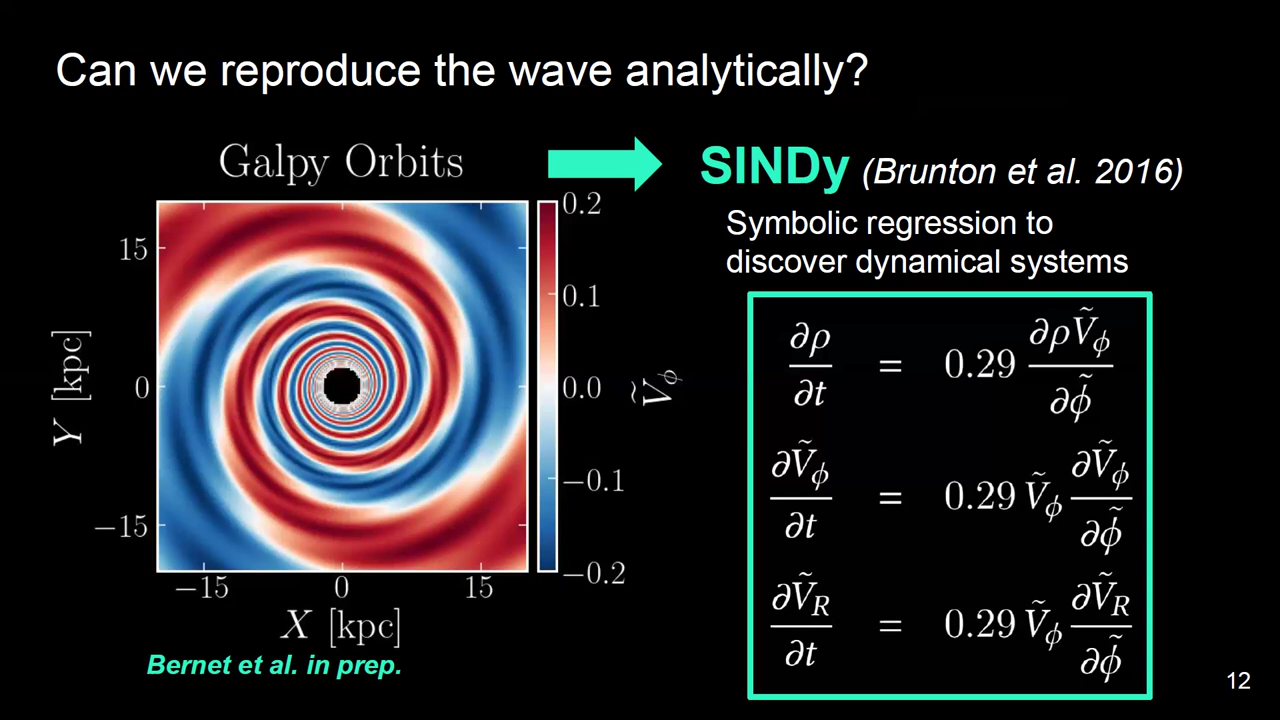 Can we reproduce the wave analytically?
Galpy Orbits
SINDy (Brunton et al. 2016)
Symbolic regression to
discover dynamical systems
0.2
0.1
0.0
−0.1
−0.2
Ṽ_ϕ
15
0
−15
Y [kpc]
−15 0 15
X [kpc]
Bernet et al. in prep.
∂ρ/∂t = 0.29 ∂ρṼ_ϕ/∂ϕ̃
∂Ṽ_ϕ/∂t = 0.29 Ṽ_ϕ ∂Ṽ_ϕ/∂ϕ̃
∂Ṽ_R/∂t = 0.29 Ṽ_ϕ ∂Ṽ_R/∂ϕ̃
12